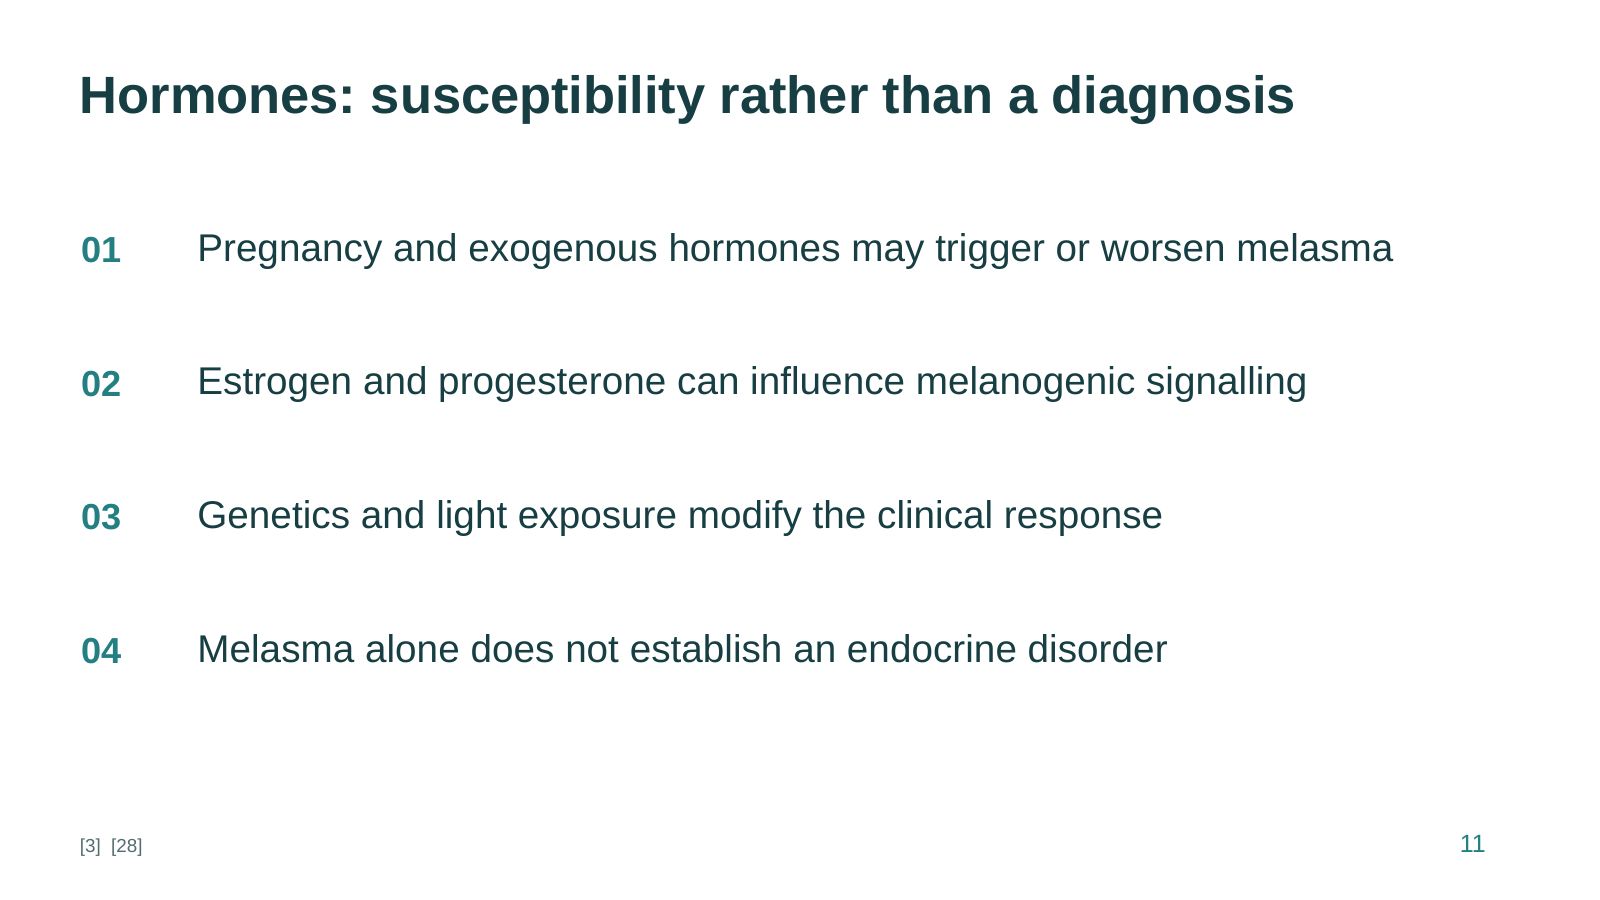 Hormones: susceptibility rather than a diagnosis
01 Pregnancy and exogenous hormones may trigger or worsen melasma
02 Estrogen and progesterone can influence melanogenic signalling
03 Genetics and light exposure modify the clinical response
04 Melasma alone does not establish an endocrine disorder
[3] [28]
11